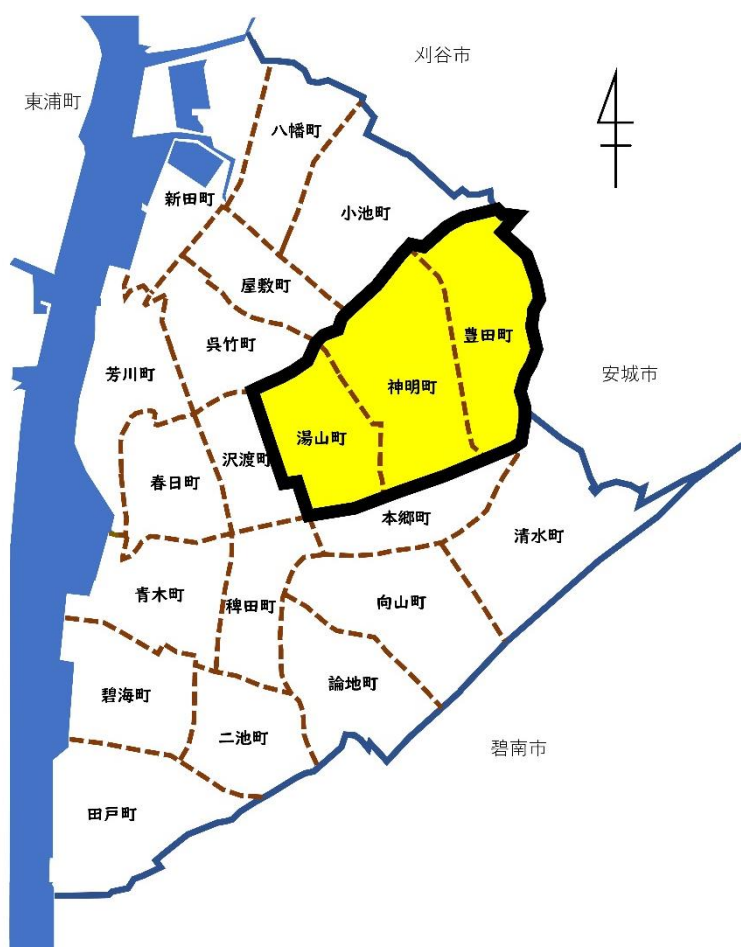 刈谷市
東浦町
八幡町
新田町
小池町
屋敷町
豊田町
呉竹町
芳川町
神明町
安城市
湯山町
沢渡町
春日町
本郷町
清水町
青木町
稗田町
向山町
論地町
碧海町
二池町
碧南市
田戸町